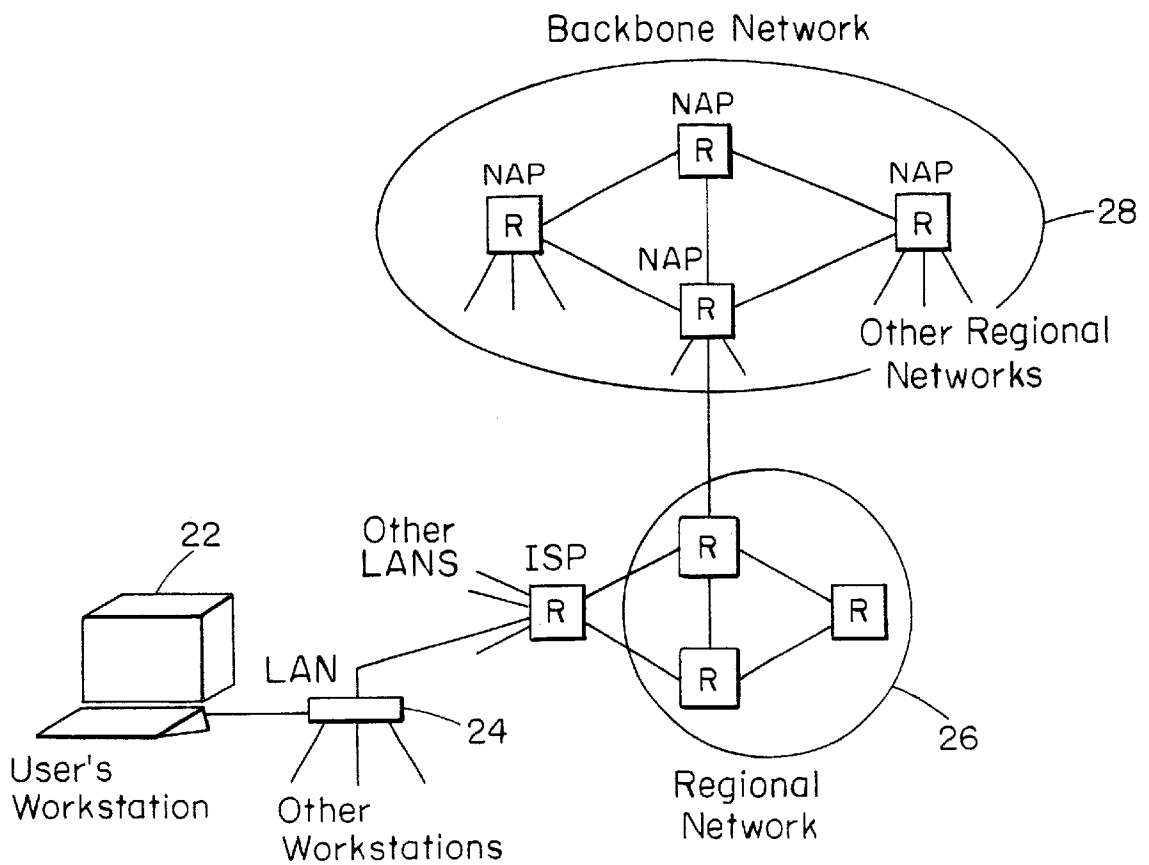 Backbone Network
NAP
R
NAP
R
NAP
R
28
NAP
R
Other Regional
Networks
22
Other
LANS
ISP
R
R
R
R
LAN
24
26
User's
Workstation
Other
Workstations
Regional
Network